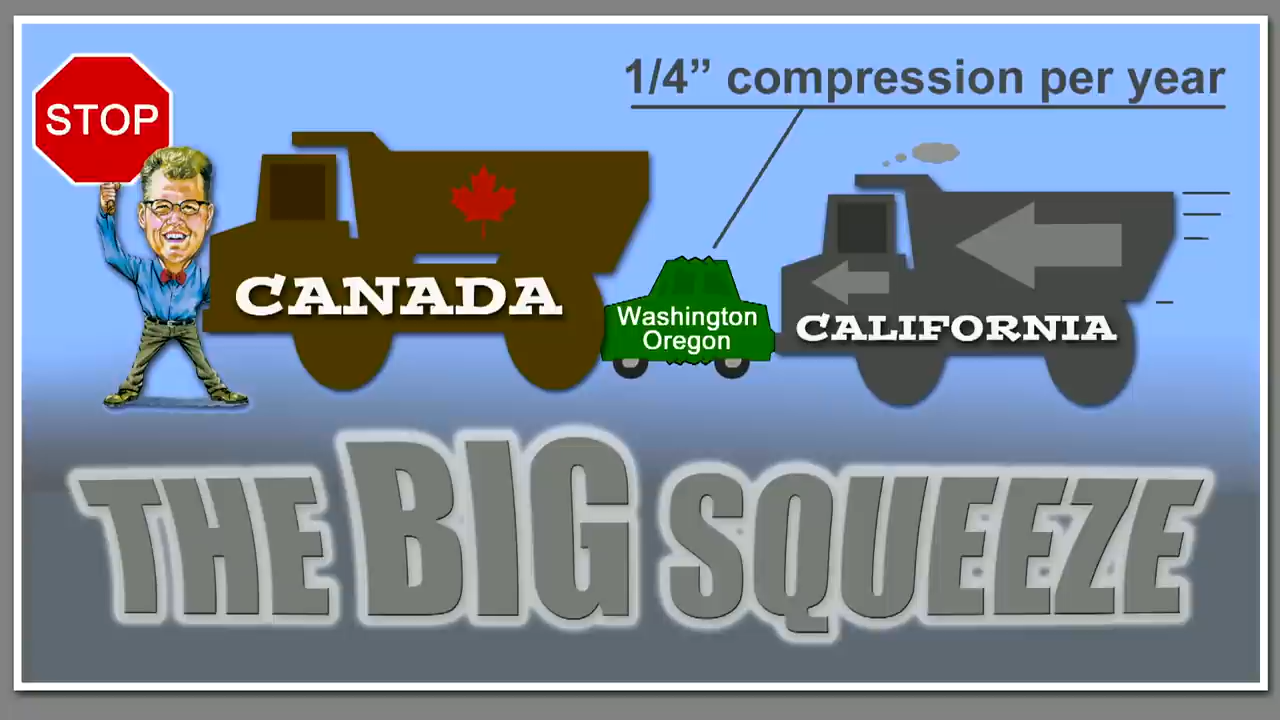 STOP
1/4” compression per year
CANADA
Washington
Oregon
CALIFORNIA
THE BIG SQUEEZE